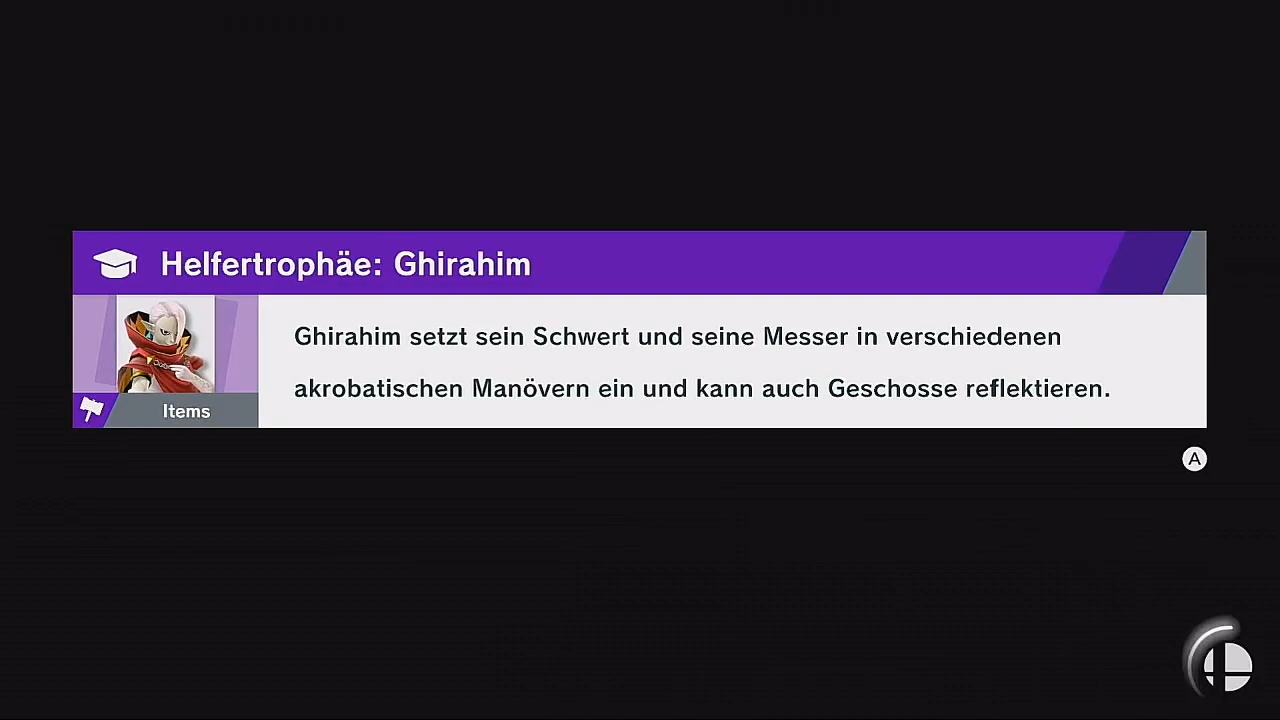 Helfertrophäe: Ghirahim
Ghirahim setzt sein Schwert und seine Messer in verschiedenen
akrobatischen Manövern ein und kann auch Geschosse reflektieren.
Items
A